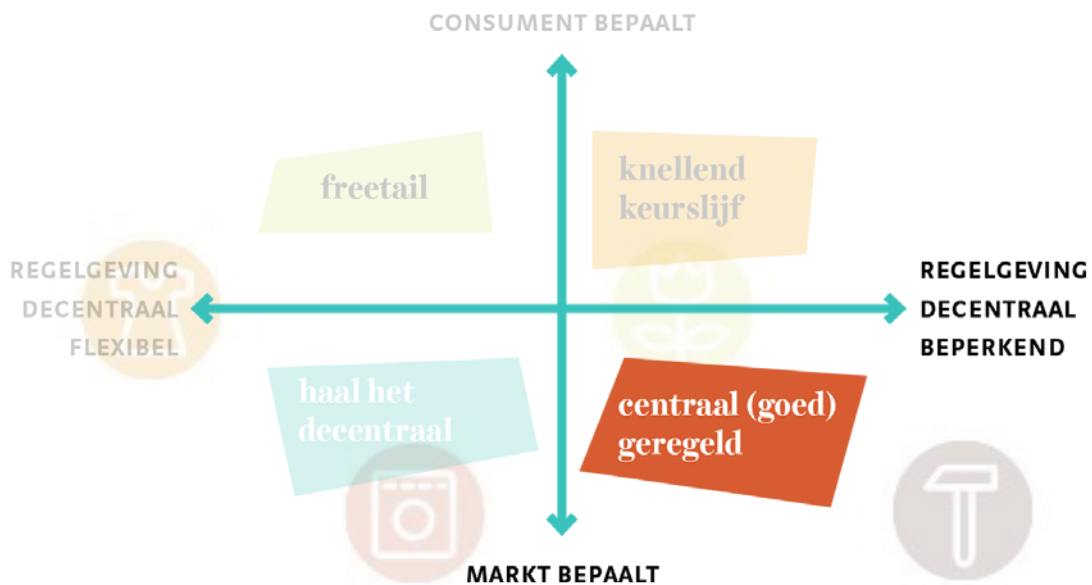 CONSUMENT BEPAALT
freetail
knellend
keurslijf
REGELGEVING
DECENTRAAL
FLEXIBEL
REGELGEVING
DECENTRAAL
BEPERKEND
haal het
decentraal
centraal (goed)
geregeld
MARKT BEPAALT